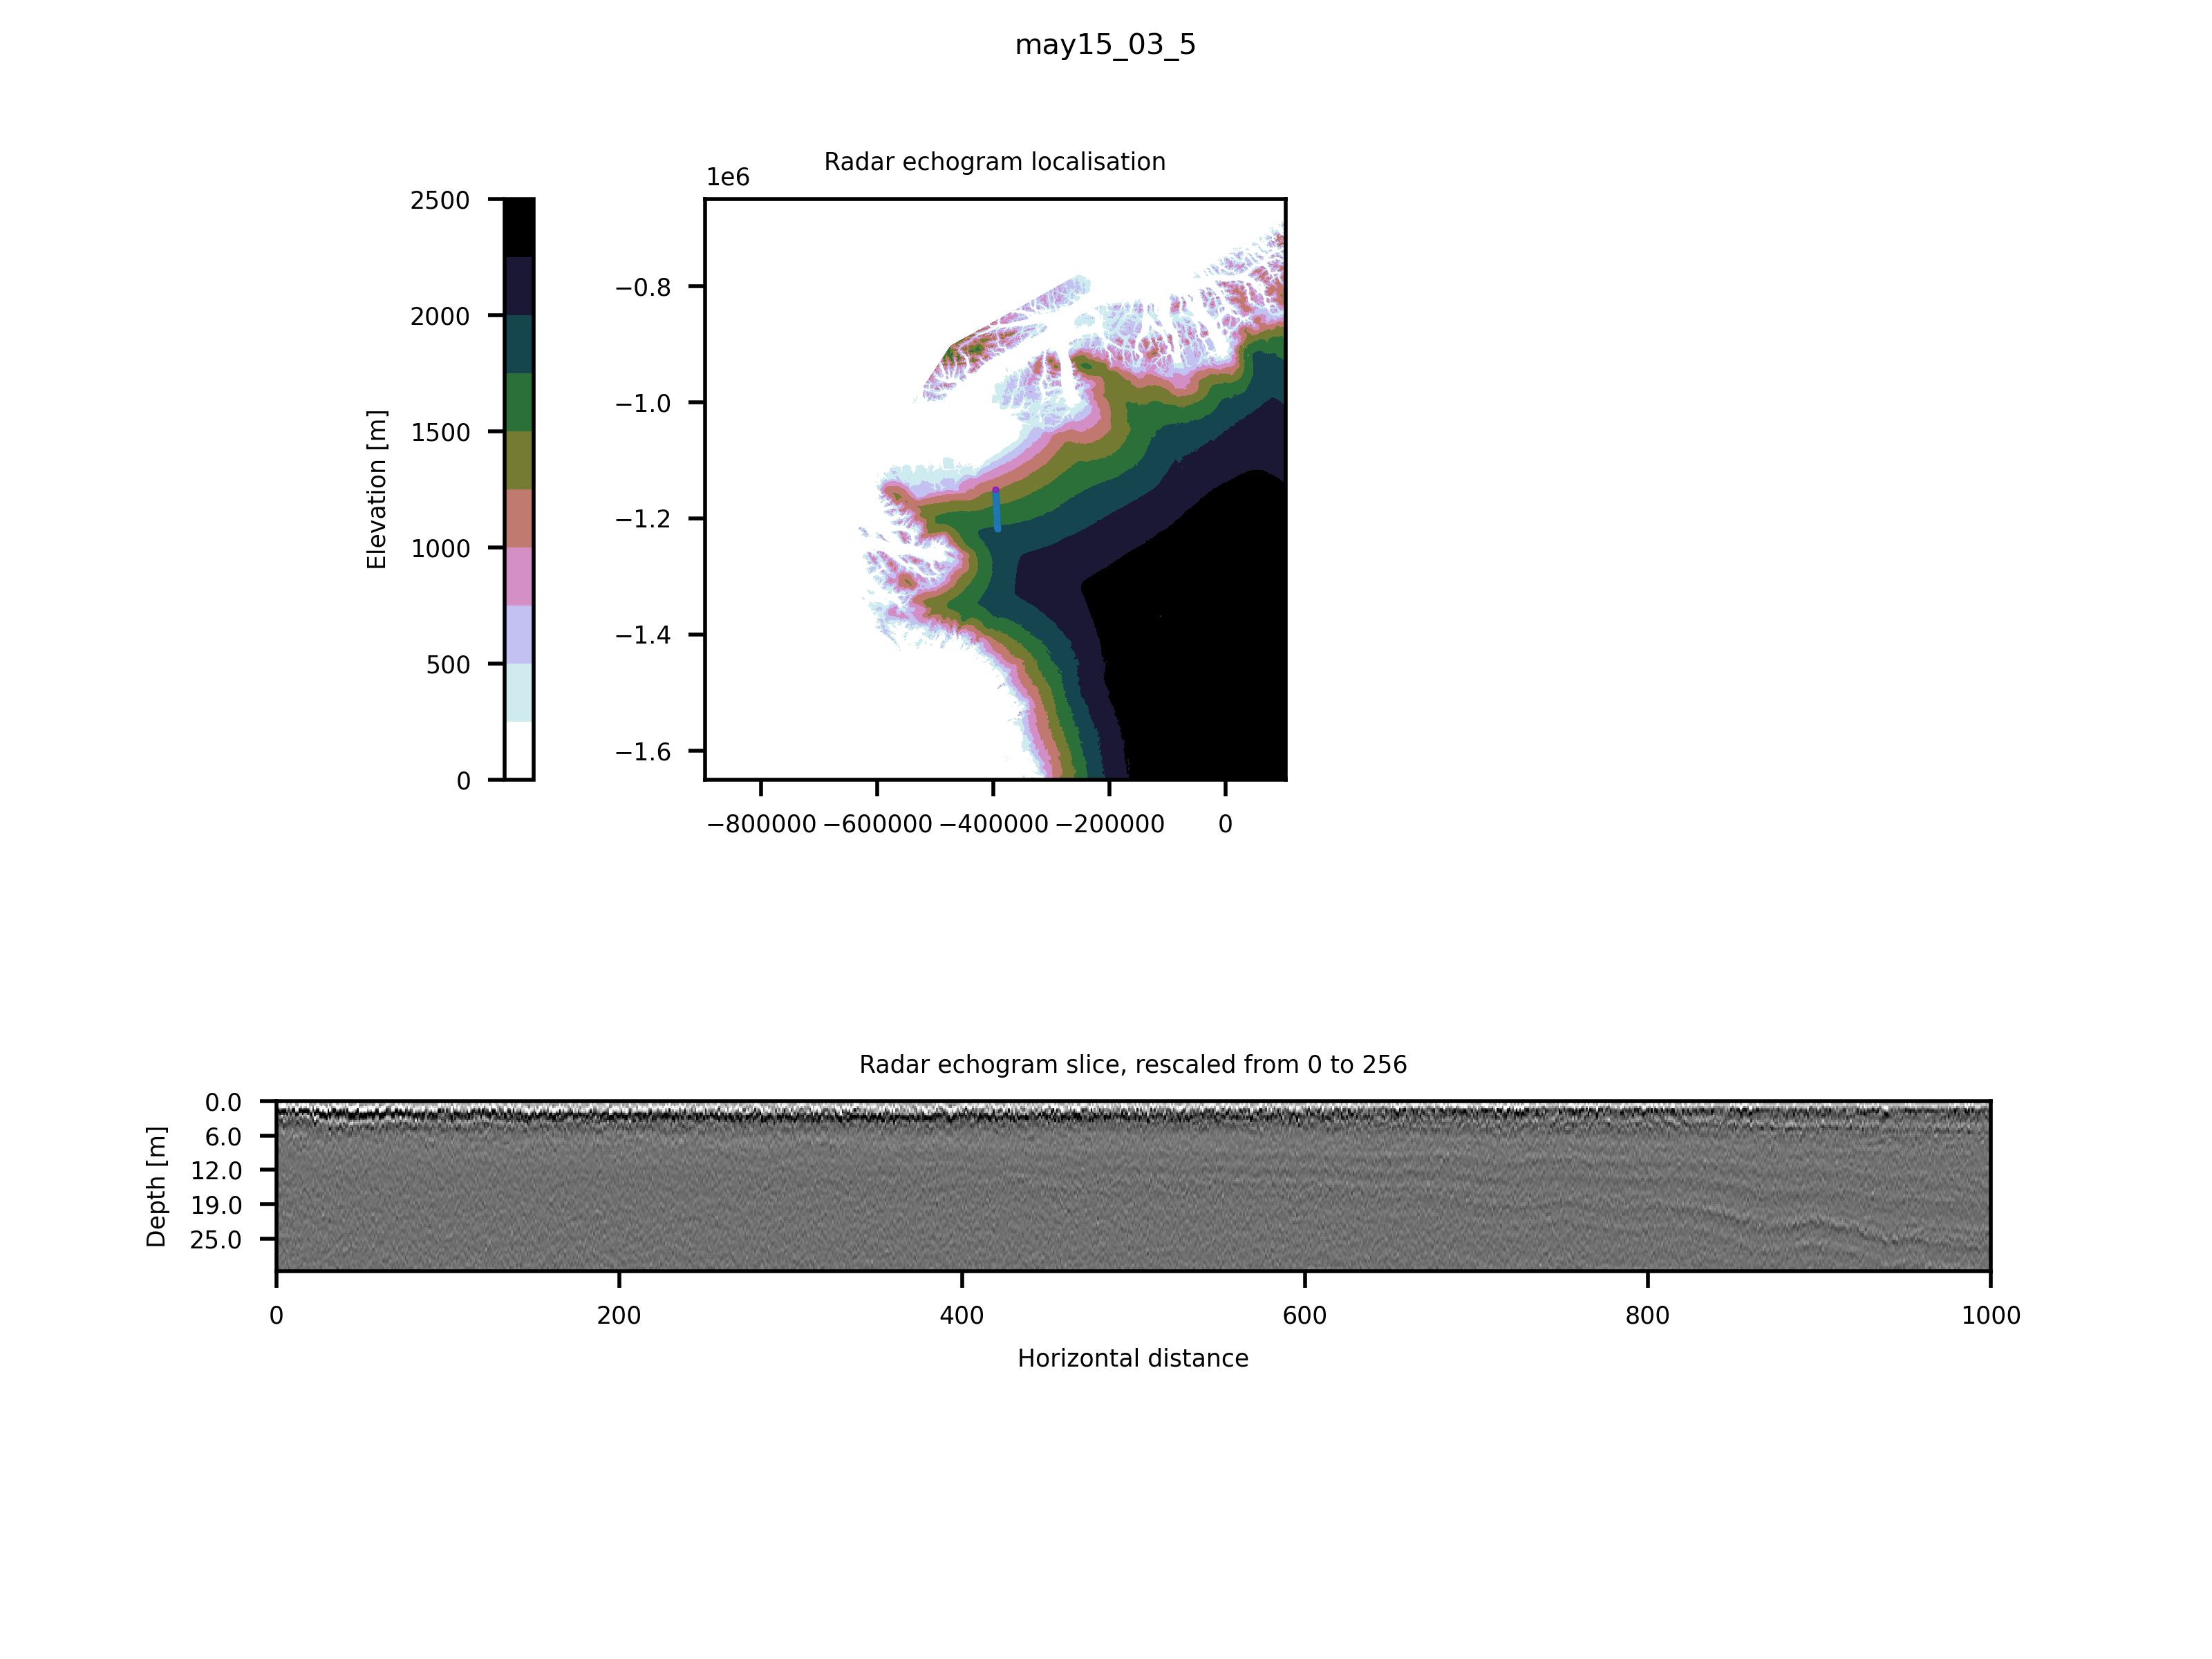 may15_03_5
Radar echogram localisation
1e6
2500
2000
1500
1000
500
0
Elevation [m]
−0.8
−1.0
−1.2
−1.4
−1.6
−800000 −600000 −400000 −200000 0
Radar echogram slice, rescaled from 0 to 256
0.0
6.0
12.0
19.0
25.0
Depth [m]
0 200 400 600 800 1000
Horizontal distance